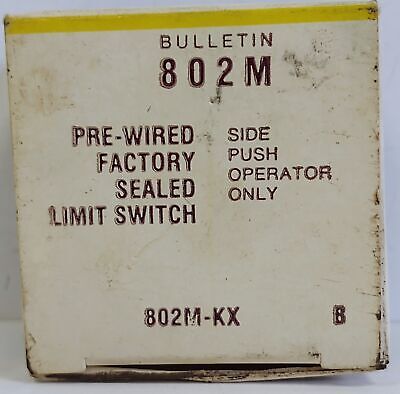 BULLETIN
802M
PRE-WIRED
FACTORY
SEALED
LIMIT SWITCH
SIDE
PUSH
OPERATOR
ONLY
802M-KX B